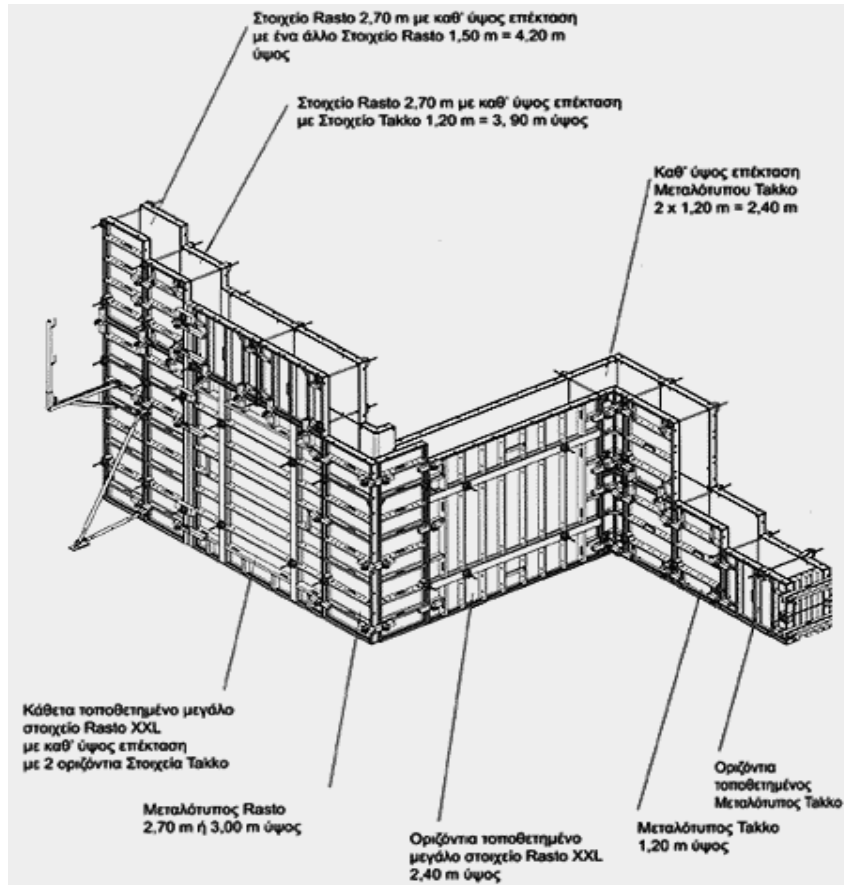 Στοιχείο Rasto 2,70 m με καθ' ύψος επέκταση
με ένα άλλο Στοιχείο Rasto 1,50 m = 4,20 m
ύψος
Στοιχείο Rasto 2,70 m με καθ' ύψος επέκταση
με Στοιχείο Takko 1,20 m = 3, 90 m ύψος
Καθ' ύψος επέκταση
Μεταλότυπου Takko
2 x 1,20 m = 2,40 m
Κάθετα τοποθετημένο μεγάλο
στοιχείο Rasto XXL
με καθ' ύψος επέκταση
με 2 οριζόντια Στοιχεία Takko
Μεταλότυπος Rasto
2,70 m ή 3,00 m ύψος
Οριζόντια τοποθετημένο
μεγάλο στοιχείο Rasto XXL
2,40 m ύψος
Μεταλότυπος Takko
1,20 m ύψος
Οριζόντια
τοποθετημένος
Μεταλότυπος Takko